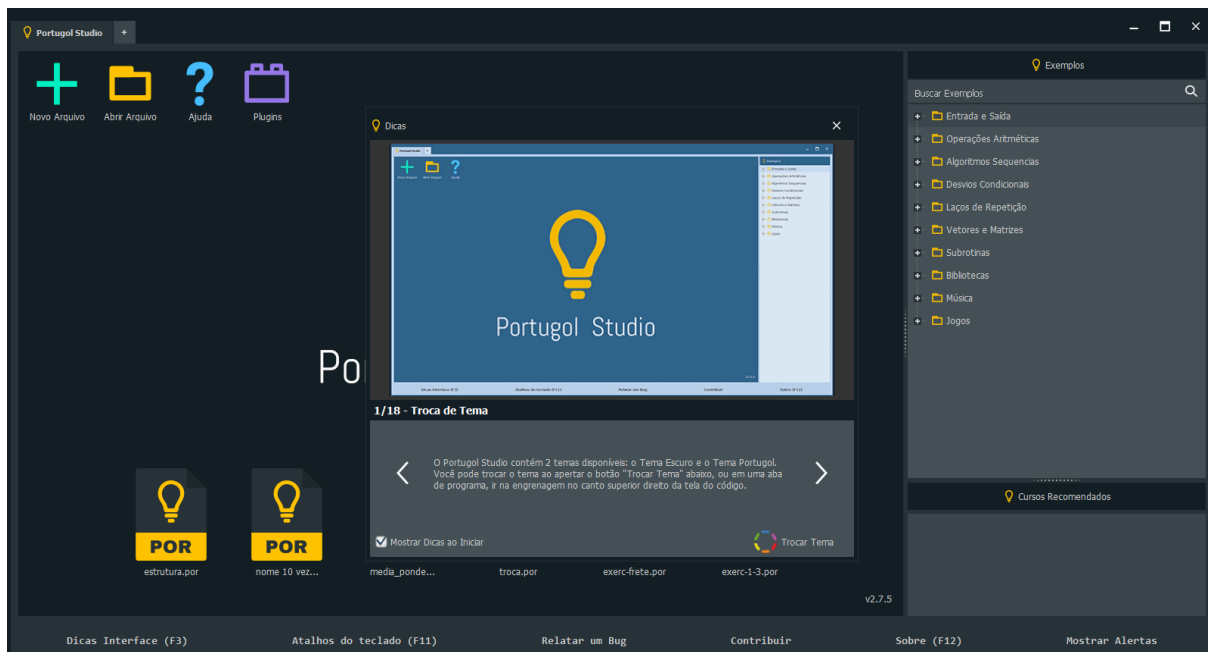 Portugol Studio
+
Novo Arquivo
Abrir Arquivo
Ajuda
Plugins
Po
Dicas
Portugol Studio
1/18 - Troca de Tema
O Portugol Studio contém 2 temas disponíveis: o Tema Escuro e o Tema Portugol.
Você pode trocar o tema ao apertar o botão "Trocar Tema" abaixo, ou em uma aba
de programa, ir na engrenagem no canto superior direito da tela do código.
Mostrar Dicas ao Iniciar
Trocar Tema
POR
POR
estrutura.por
nome 10 vez...
media_ponde...
troca.por
exerc-frete.por
exerc-1-3.por
v2.7.5
Exemplos
Buscar Exemplos
Entrada e Saída
Operações Aritméticas
Algoritmos Sequencias
Desvios Condicionais
Laços de Repetição
Vetores e Matrizes
Subrotinas
Bibliotecas
Música
Jogos
Cursos Recomendados
Dicas Interface (F3)
Atalhos do teclado (F11)
Relatar um Bug
Contribuir
Sobre (F12)
Mostrar Alertas